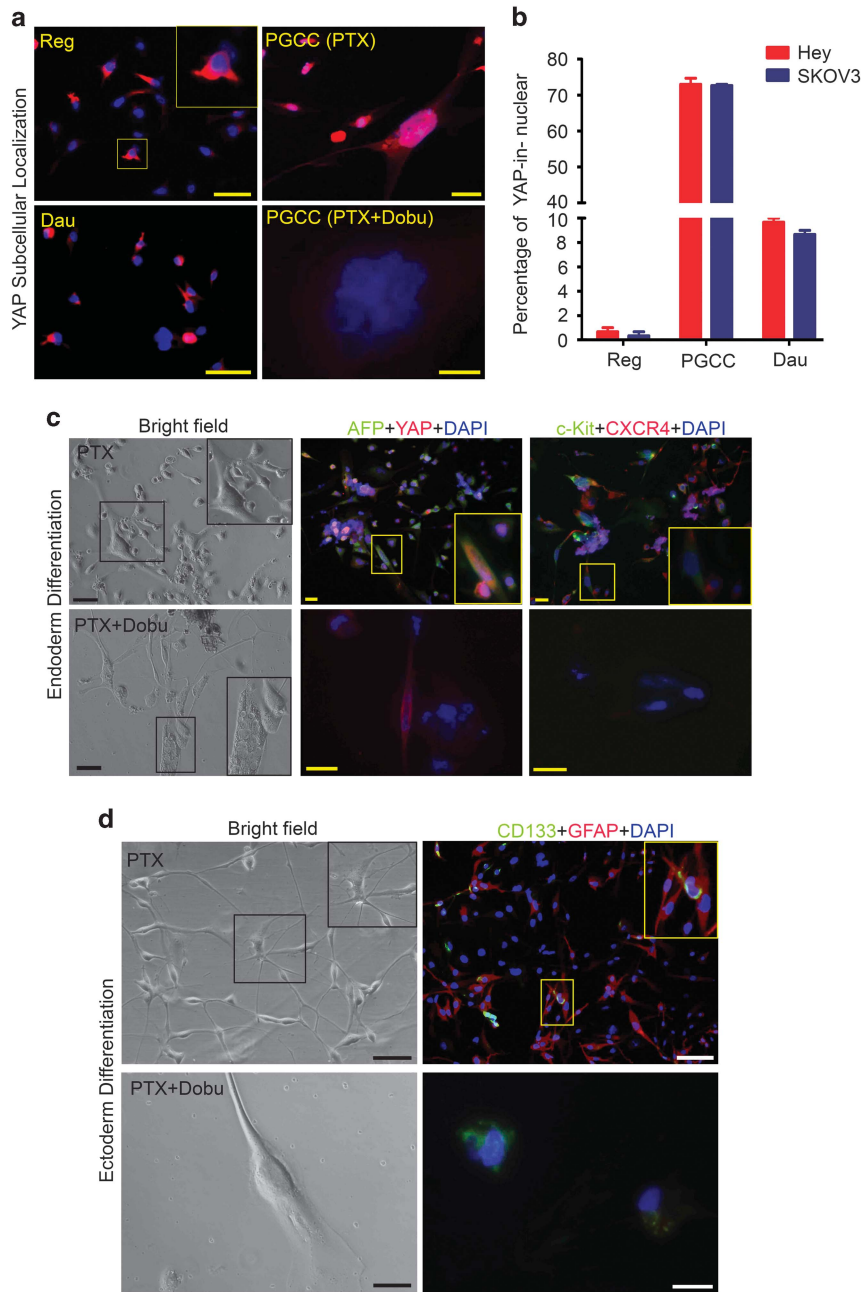 a
YAP Subcellular Localization
Reg
PGCC (PTX)
Dau
PGCC (PTX+Dobu)
b
Percentage of YAP-in- nuclear
80
70
60
50
40
10
8
6
4
2
0
Reg
PGCC
Dau
Hey
SKOV3
c
Endoderm Differentiation
Bright field
AFP+YAP+DAPI
c-Kit+CXCR4+DAPI
PTX
PTX+Dobu
d
Ectoderm Differentiation
Bright field
CD133+GFAP+DAPI
PTX
PTX+Dobu